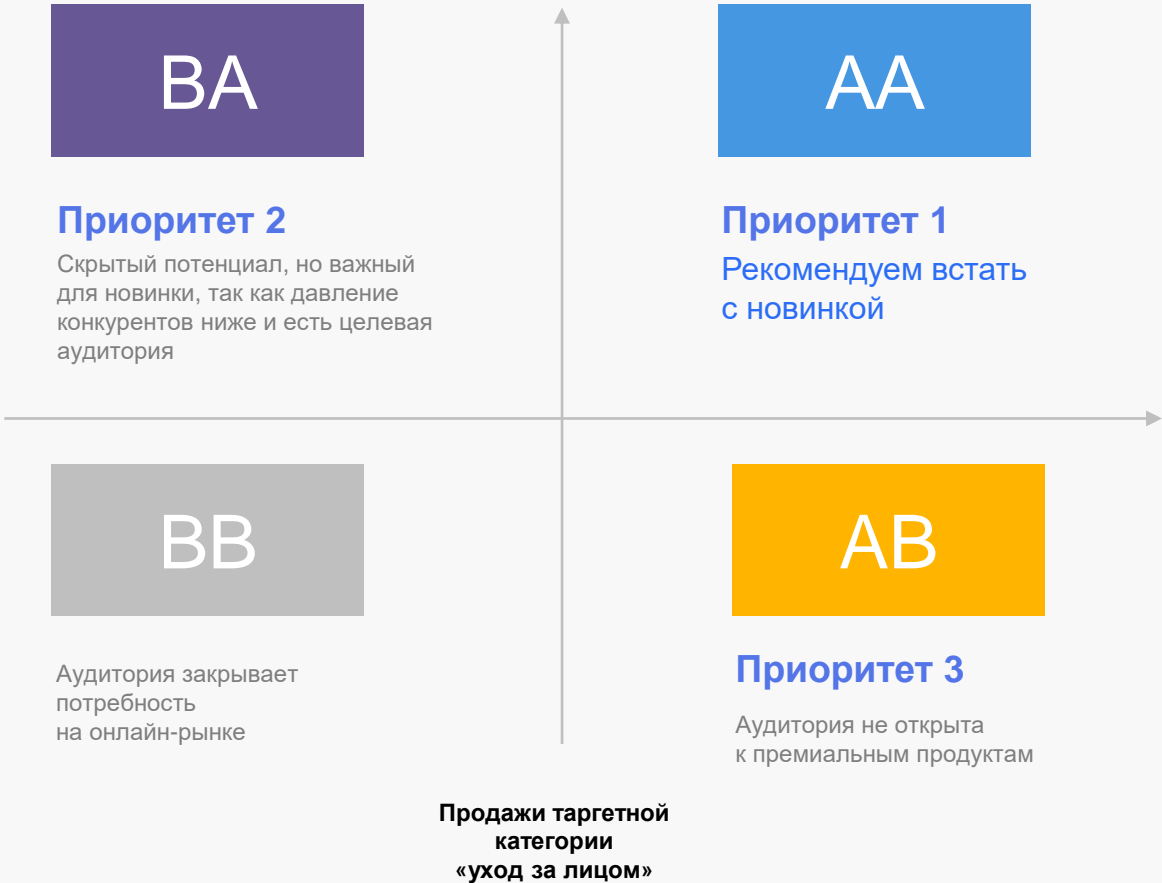 BA
Приоритет 2
Скрытый потенциал, но важный
для новинки, так как давление
конкурентов ниже и есть целевая
аудитория
AA
Приоритет 1
Рекомендуем встать
с новинкой
BB
Аудитория закрывает
потребность
на онлайн-рынке
AB
Приоритет 3
Аудитория не открыта
к премиальным продуктам
Продажи таргетной
категории
«уход за лицом»